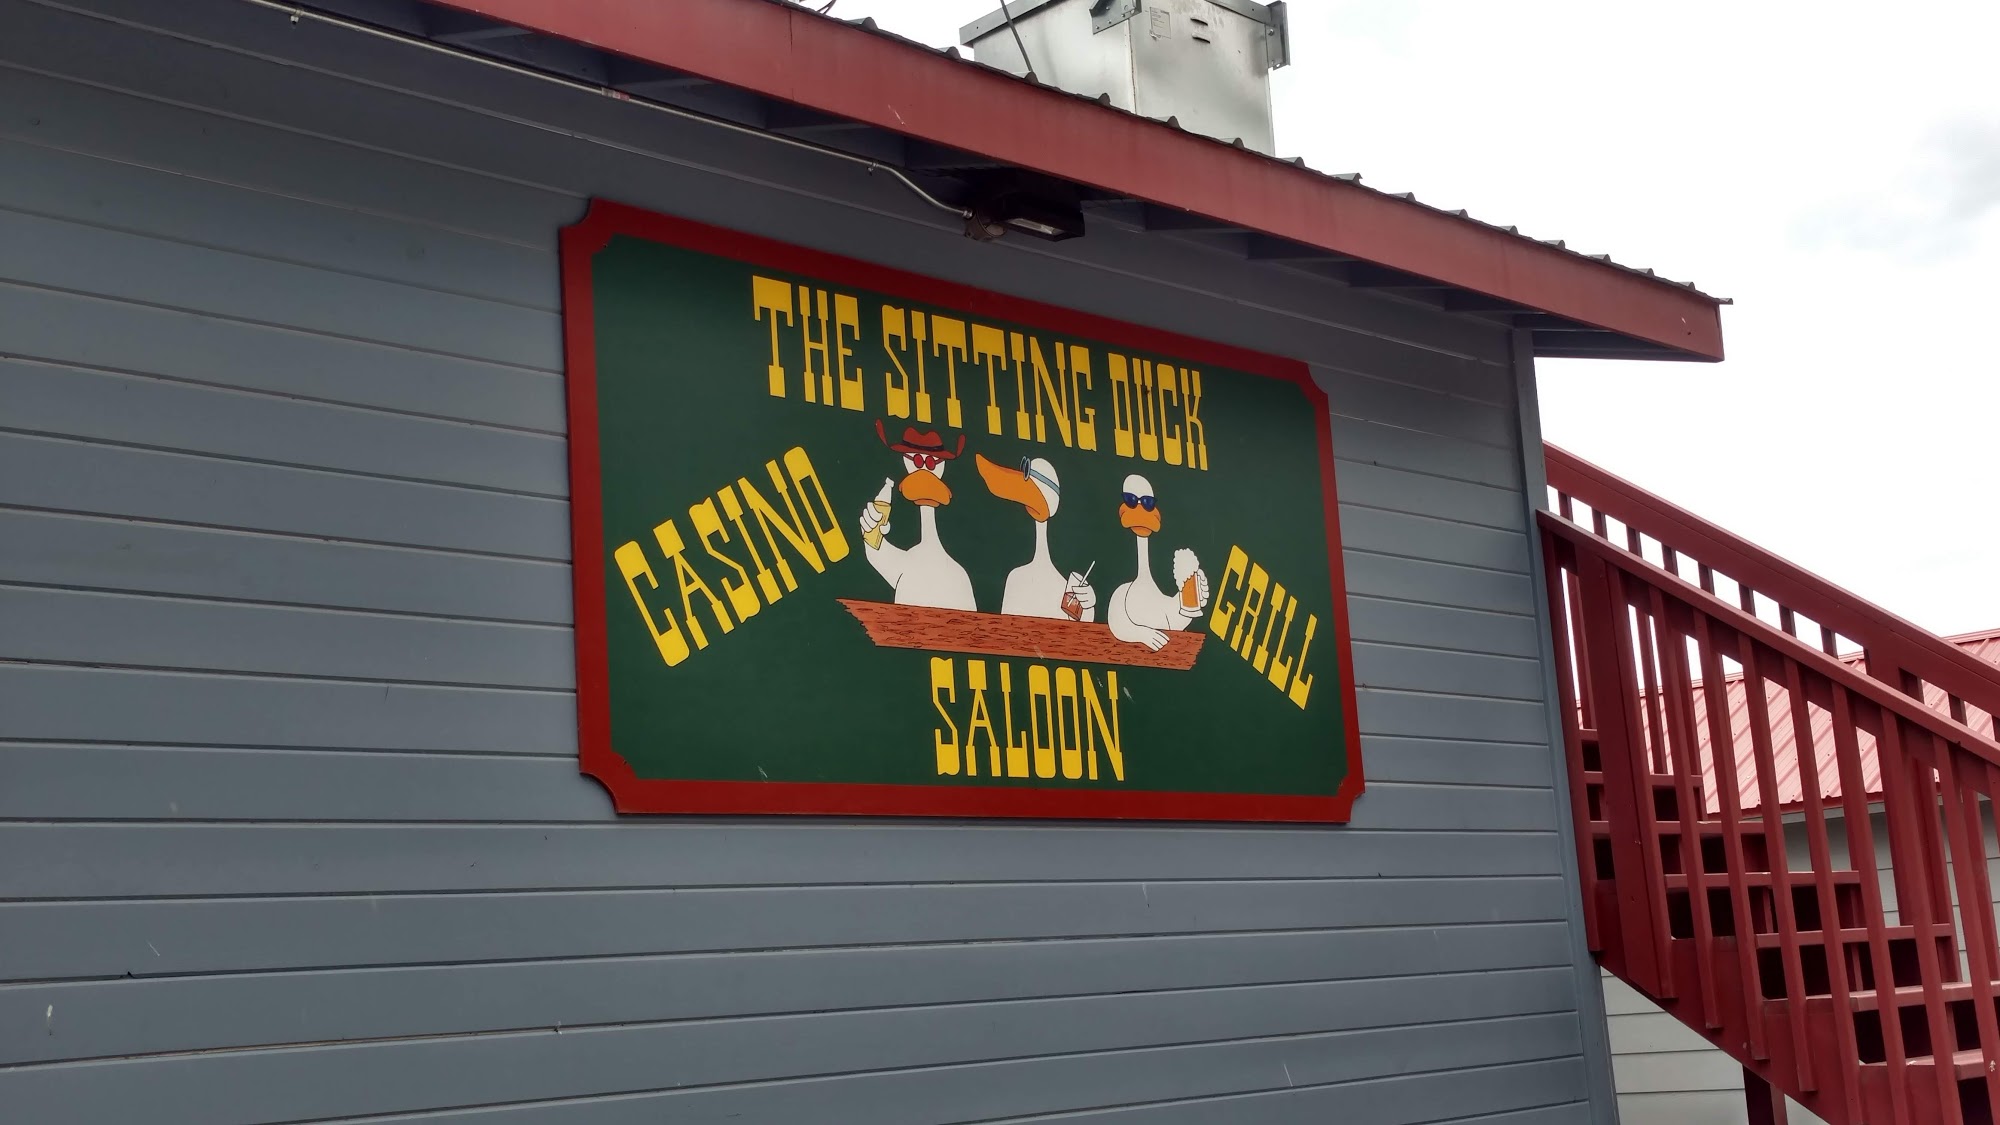 THE SITTING DUCK
CASINO
GRILL
SALOON